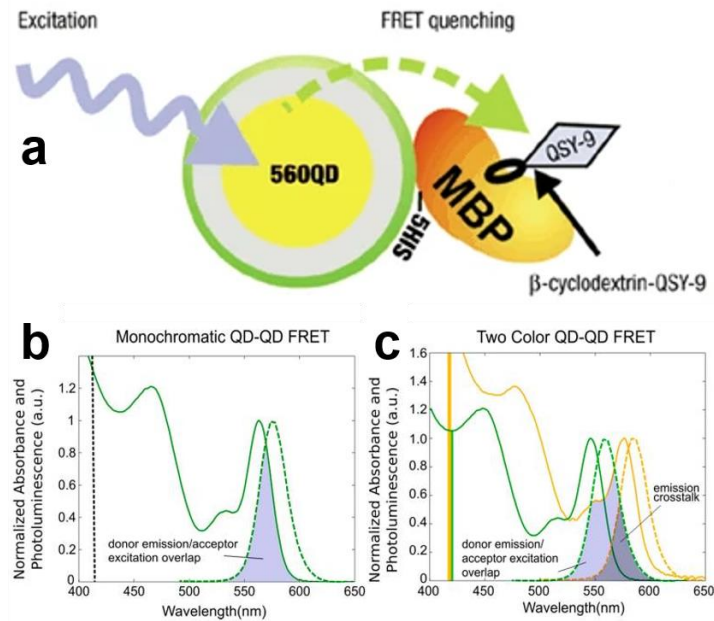 Excitation
FRET quenching
a
560QD
QSY-9
MBP
–5HIS
β-cyclodextrin-QSY-9
b
Monochromatic QD-QD FRET
Normalized Absorbance and
Photoluminescence (a.u.)
1.2
1
0.8
0.6
0.4
0.2
0
400
450
500
550
600
650
donor emission/acceptor
excitation overlap
Wavelength(nm)
c
Two Color QD-QD FRET
Normalized Absorbance and
Photoluminescence (a.u.)
1.6
1.4
1.2
1.0
0.8
0.6
0.4
0.2
0
400
450
500
550
600
650
emission
crosstalk
donor emission/
acceptor excitation
overlap
Wavelength(nm)